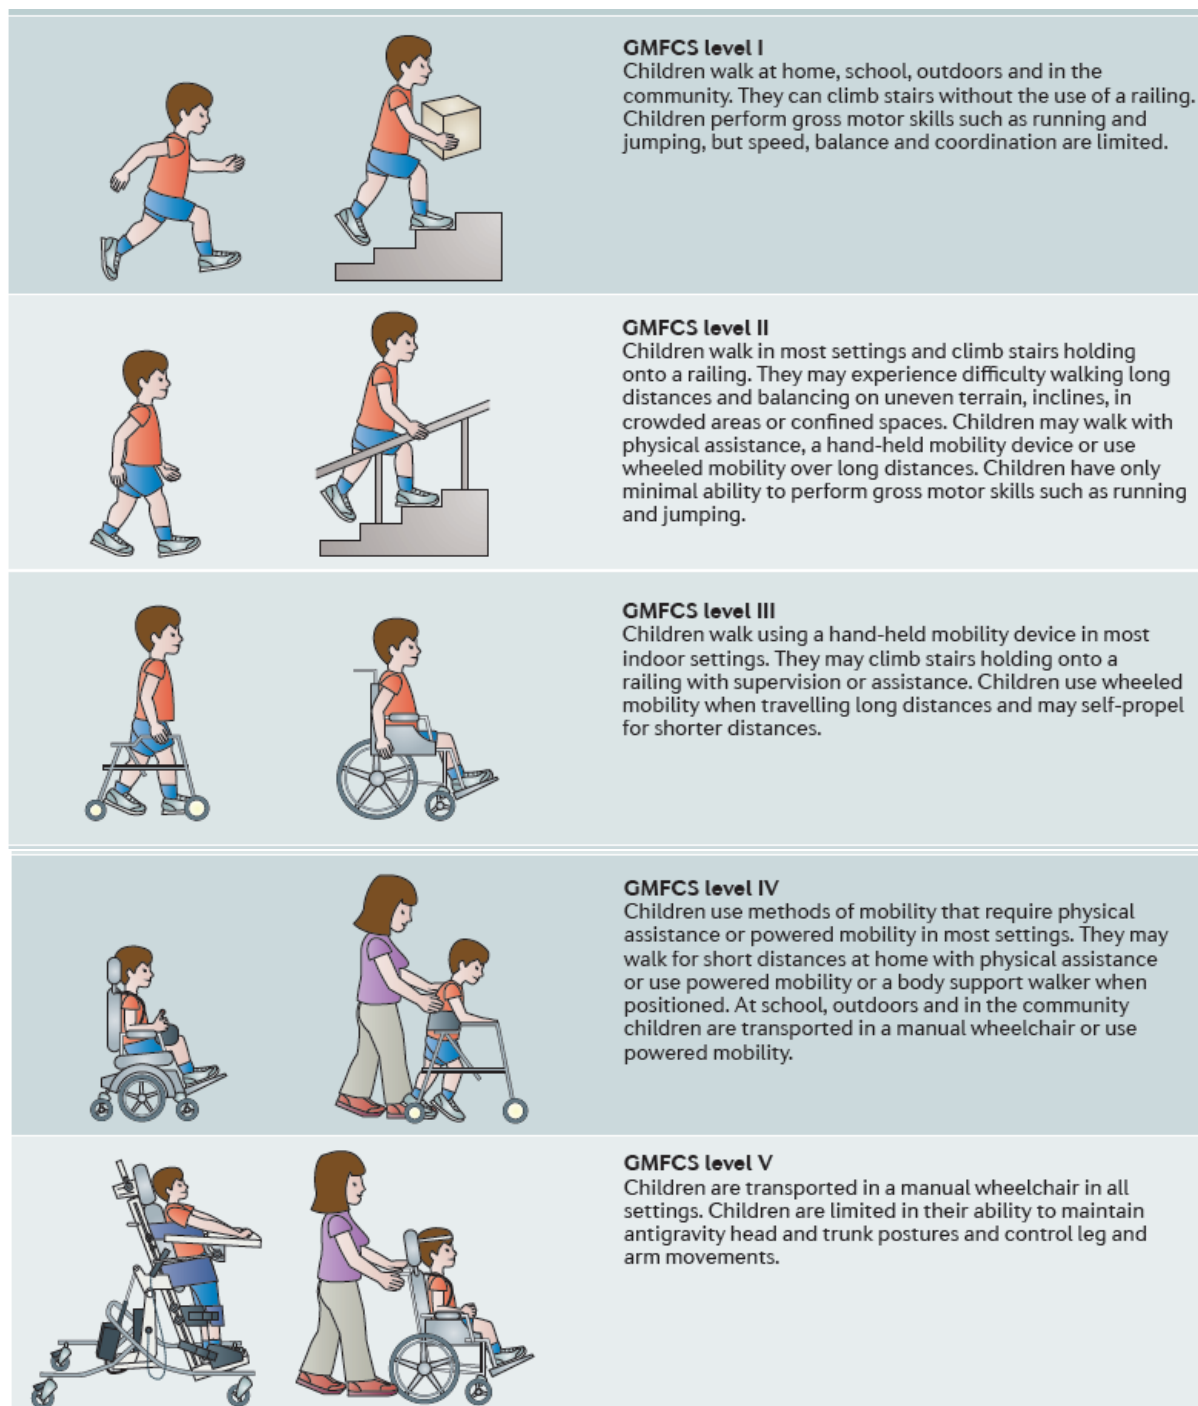 GMFCS level I
Children walk at home, school, outdoors and in the
community. They can climb stairs without the use of a railing.
Children perform gross motor skills such as running and
jumping, but speed, balance and coordination are limited.
GMFCS level II
Children walk in most settings and climb stairs holding
onto a railing. They may experience difficulty walking long
distances and balancing on uneven terrain, inclines, in
crowded areas or confined spaces. Children may walk with
physical assistance, a hand-held mobility device or use
wheeled mobility over long distances. Children have only
minimal ability to perform gross motor skills such as running
and jumping.
GMFCS level III
Children walk using a hand-held mobility device in most
indoor settings. They may climb stairs holding onto a
railing with supervision or assistance. Children use wheeled
mobility when travelling long distances and may self-propel
for shorter distances.
GMFCS level IV
Children use methods of mobility that require physical
assistance or powered mobility in most settings. They may
walk for short distances at home with physical assistance
or use powered mobility or a body support walker when
positioned. At school, outdoors and in the community
children are transported in a manual wheelchair or use
powered mobility.
GMFCS level V
Children are transported in a manual wheelchair in all
settings. Children are limited in their ability to maintain
antigravity head and trunk postures and control leg and
arm movements.